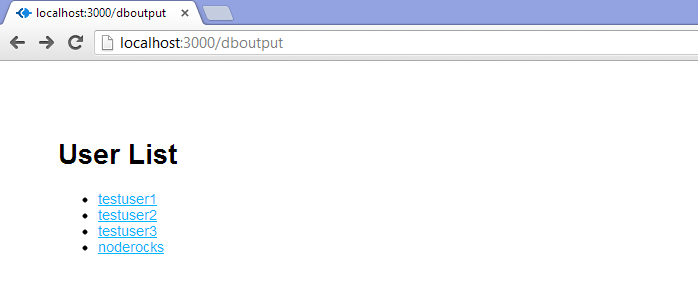 localhost:3000/dboutput
localhost:3000/dboutput
User List
testuser1
testuser2
testuser3
noderocks